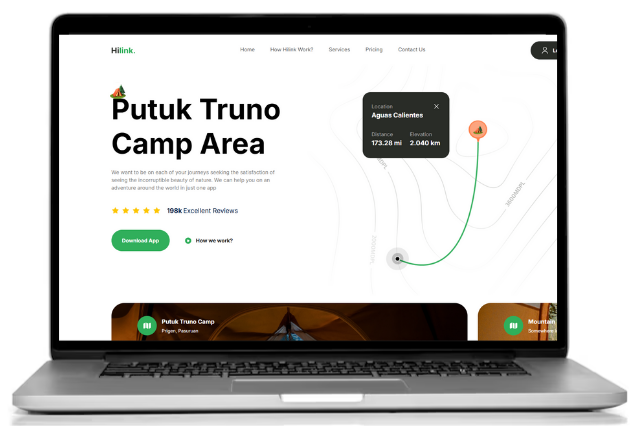 Hilink.
Home
How Hilink Work?
Services
Pricing
Contact Us
Putuk Truno
Camp Area
We want to be on each of your journeys seeking the satisfaction of
seeing the incorruptible beauty of nature. We can help you on an
adventure around the world in just one app
198k Excellent Reviews
Download App
How we work?
Location
Aguas Calientes
Distance
Elevation
173.28 mi
2.040 km
Putuk Truno Camp
Prigen, Pasuruan
Mountain